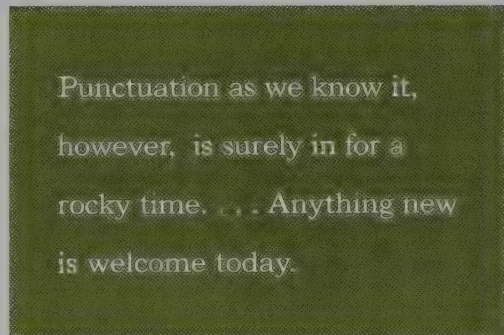 Punctuation as we know it,
however, is surely in for a
rocky time. . . . Anything new
is welcome today.